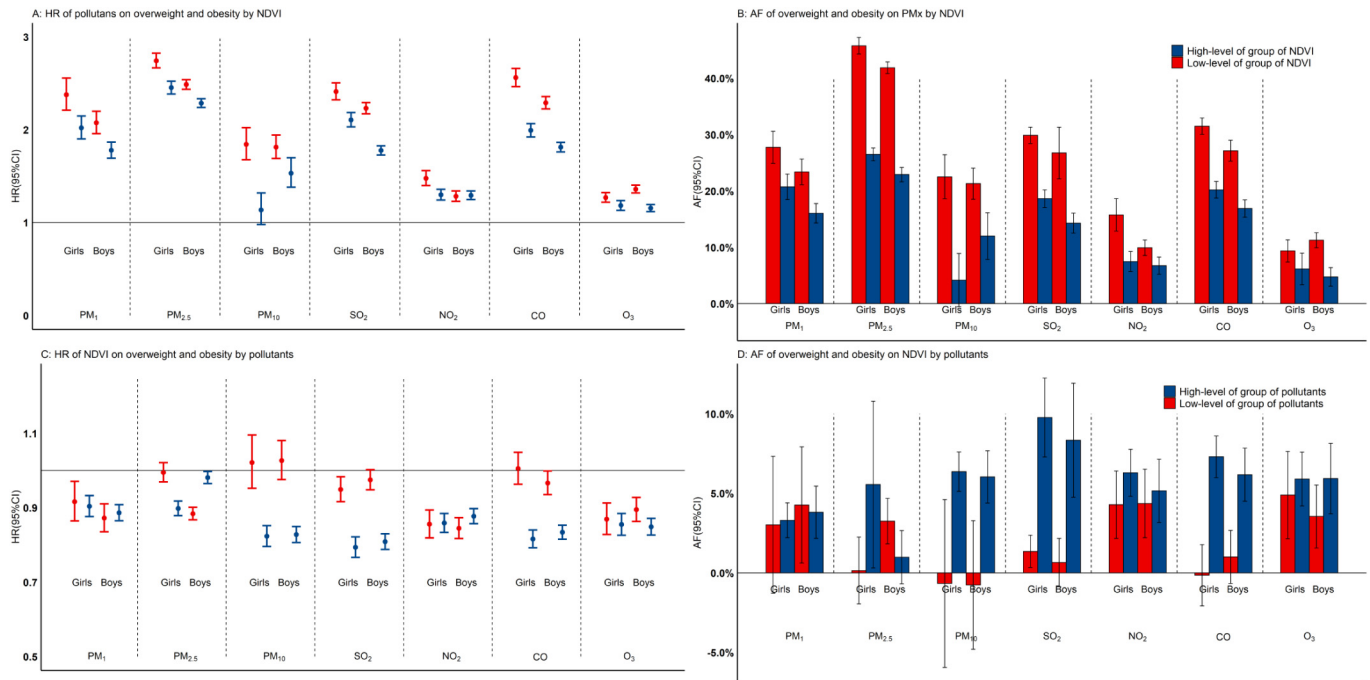 A: HR of pollutans on overweight and obesity by NDVI
3
2
1
0
HR(95%CI)
Girls Boys Girls Boys Girls Boys Girls Boys Girls Boys Girls Boys Girls Boys
PM1 PM2.5 PM10 SO2 NO2 CO O3
B: AF of overweight and obesity on PMx by NDVI
High-level of group of NDVI
Low-level of group of NDVI
40.0%
30.0%
20.0%
10.0%
0.0%
AF(95%CI)
Girls Boys Girls Boys Girls Boys Girls Boys Girls Boys Girls Boys Girls Boys
PM1 PM2.5 PM10 SO2 NO2 CO O3
C: HR of NDVI on overweight and obesity by pollutants
1.1
0.9
0.7
0.5
HR(95%CI)
Girls Boys Girls Boys Girls Boys Girls Boys Girls Boys Girls Boys Girls Boys
PM1 PM2.5 PM10 SO2 NO2 CO O3
D: AF of overweight and obesity on NDVI by pollutants
High-level of group of pollutants
Low-level of group of pollutants
10.0%
5.0%
0.0%
-5.0%
AF(95%CI)
Girls Boys Girls Boys Girls Boys Girls Boys Girls Boys Girls Boys Girls Boys
PM1 PM2.5 PM10 SO2 NO2 CO O3